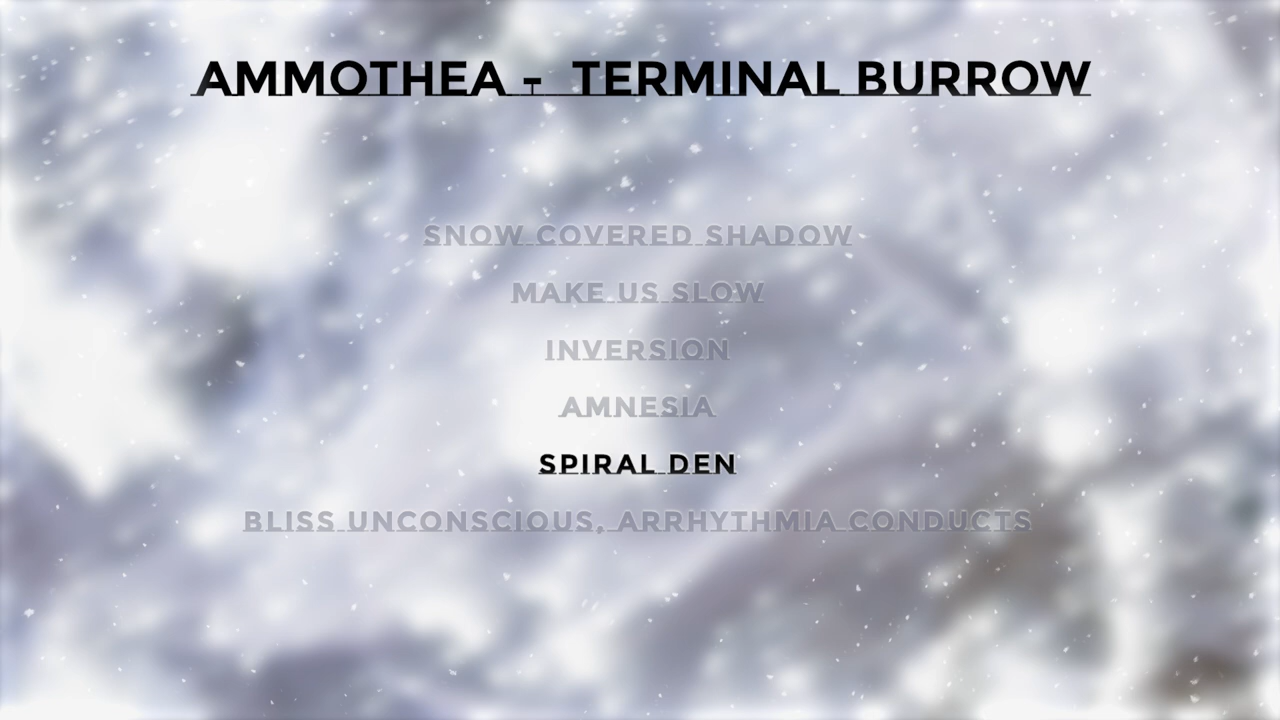 AMMOTHEA - TERMINAL BURROW
SNOW COVERED SHADOW
MAKE US SLOW
INVERSION
AMNESIA
SPIRAL DEN
BLISS UNCONSCIOUS, ARRHYTHMIA CONDUCTS